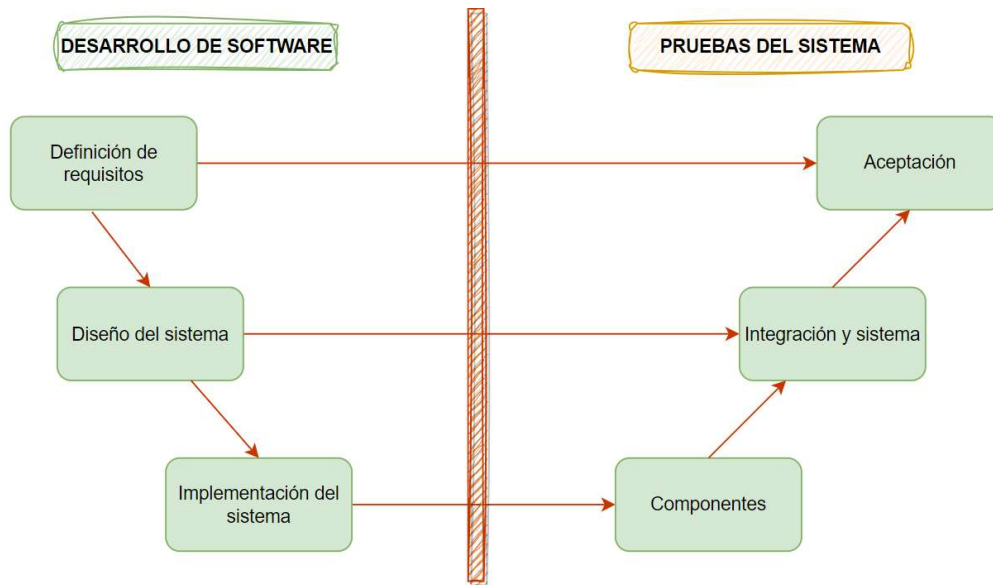 DESARROLLO DE SOFTWARE
PRUEBAS DEL SISTEMA
Definición de
requisitos
Aceptación
Diseño del sistema
Integración y sistema
Implementación del
sistema
Componentes